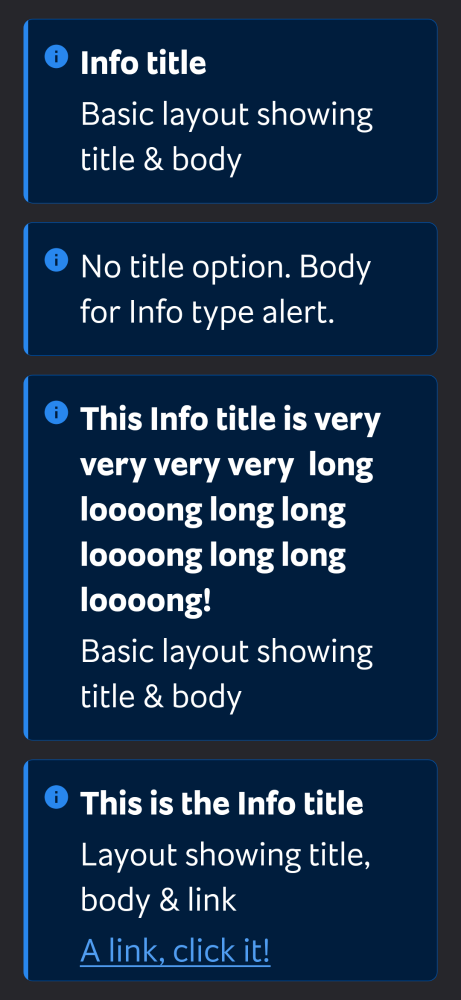 Info title
Basic layout showing
title & body
No title option. Body
for Info type alert.
This Info title is very
very very very  long
loooong long long
loooong long long
loooong!
Basic layout showing
title & body
This is the Info title
Layout showing title,
body & link
A link, click it!